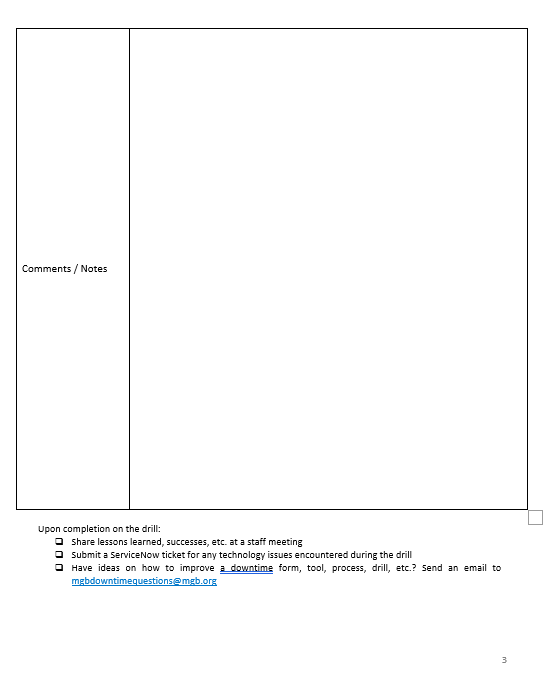 Comments / Notes
Upon completion on the drill:
❑ Share lessons learned, successes, etc. at a staff meeting
❑ Submit a ServiceNow ticket for any technology issues encountered during the drill
❑ Have ideas on how to improve a downtime form, tool, process, drill, etc.? Send an email to
mgbdowntimequestions@mgb.org
3